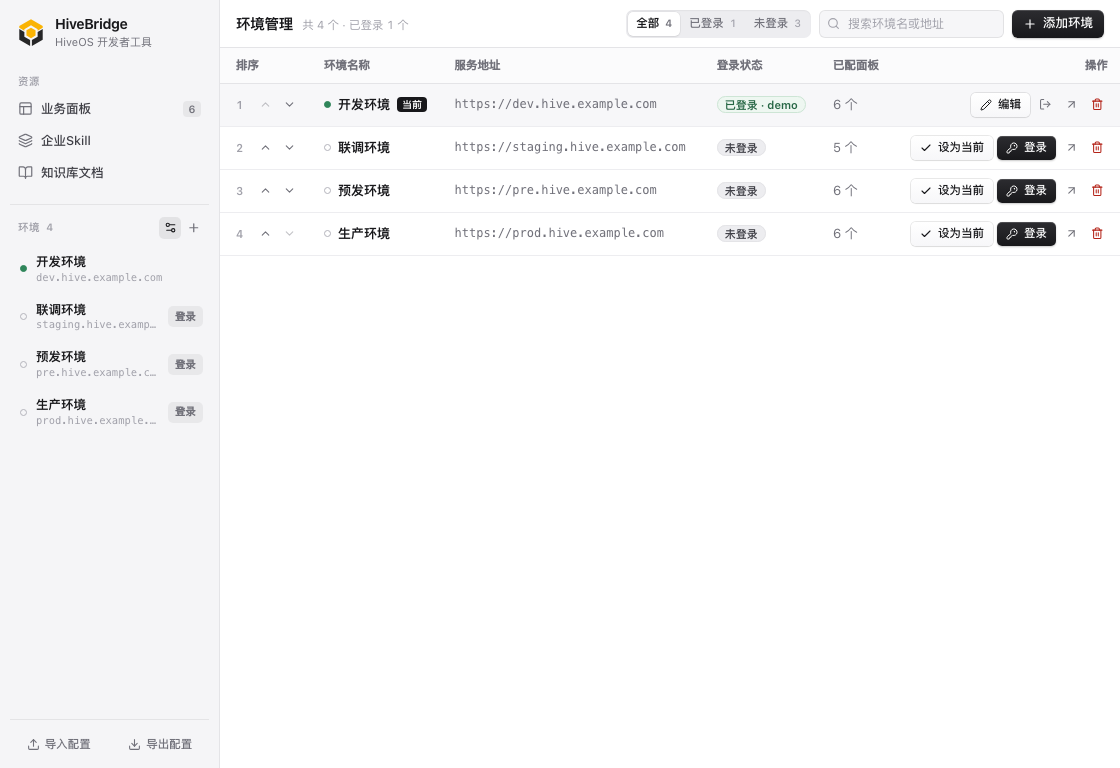 HiveBridge
HiveOS 开发者工具
资源
业务面板 6
企业Skill
知识库文档
环境 4
开发环境
dev.hive.example.com
联调环境
staging.hive.examp…
登录
预发环境
pre.hive.example.c…
登录
生产环境
prod.hive.example.…
登录
导入配置 导出配置
环境管理 共 4 个 · 已登录 1 个 全部 4 已登录 1 未登录 3 搜索环境名或地址 添加环境
排序 环境名称 服务地址 登录状态 已配面板 操作
1 开发环境 当前 https://dev.hive.example.com 已登录 · demo 6 个 编辑
2 联调环境 https://staging.hive.example.com 未登录 5 个 设为当前 登录
3 预发环境 https://pre.hive.example.com 未登录 6 个 设为当前 登录
4 生产环境 https://prod.hive.example.com 未登录 6 个 设为当前 登录